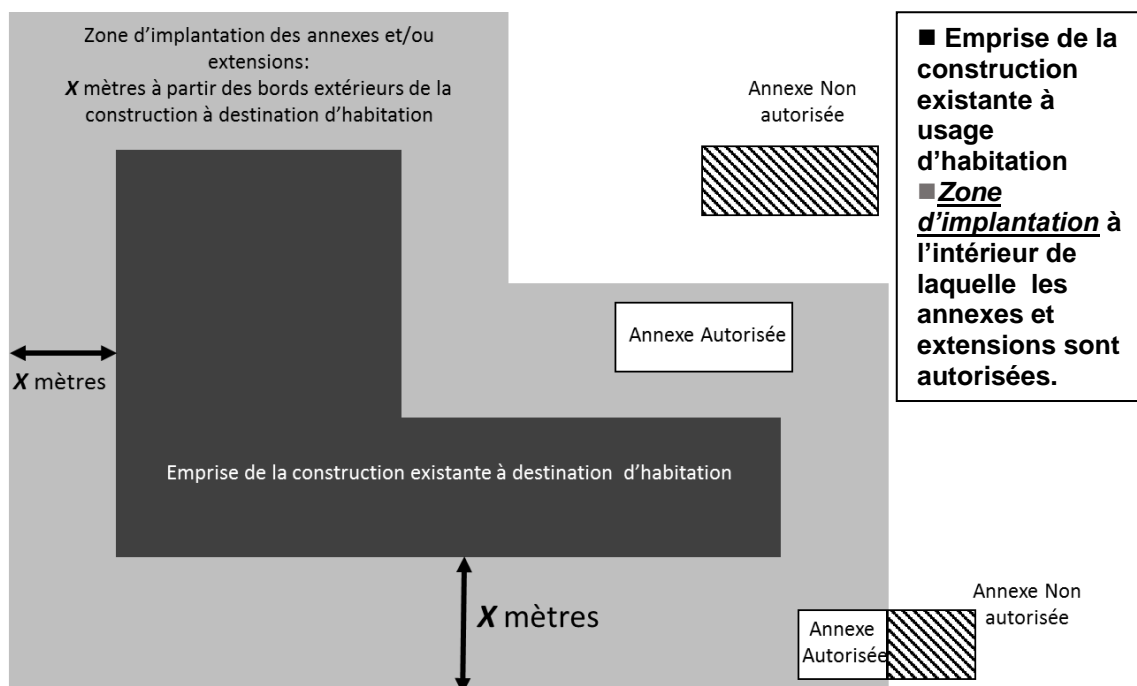 Zone d’implantation des annexes et/ou
extensions:
X mètres à partir des bords extérieurs de la
construction à destination d’habitation
Annexe Non
autorisée
■ Emprise de la
construction
existante à
usage
d’habitation
■Zone
d’implantation à
l’intérieur de
laquelle les
annexes et
extensions sont
autorisées.
Annexe Autorisée
X mètres
Emprise de la construction existante à destination d’habitation
X mètres
Annexe Non
autorisée
Annexe
Autorisée